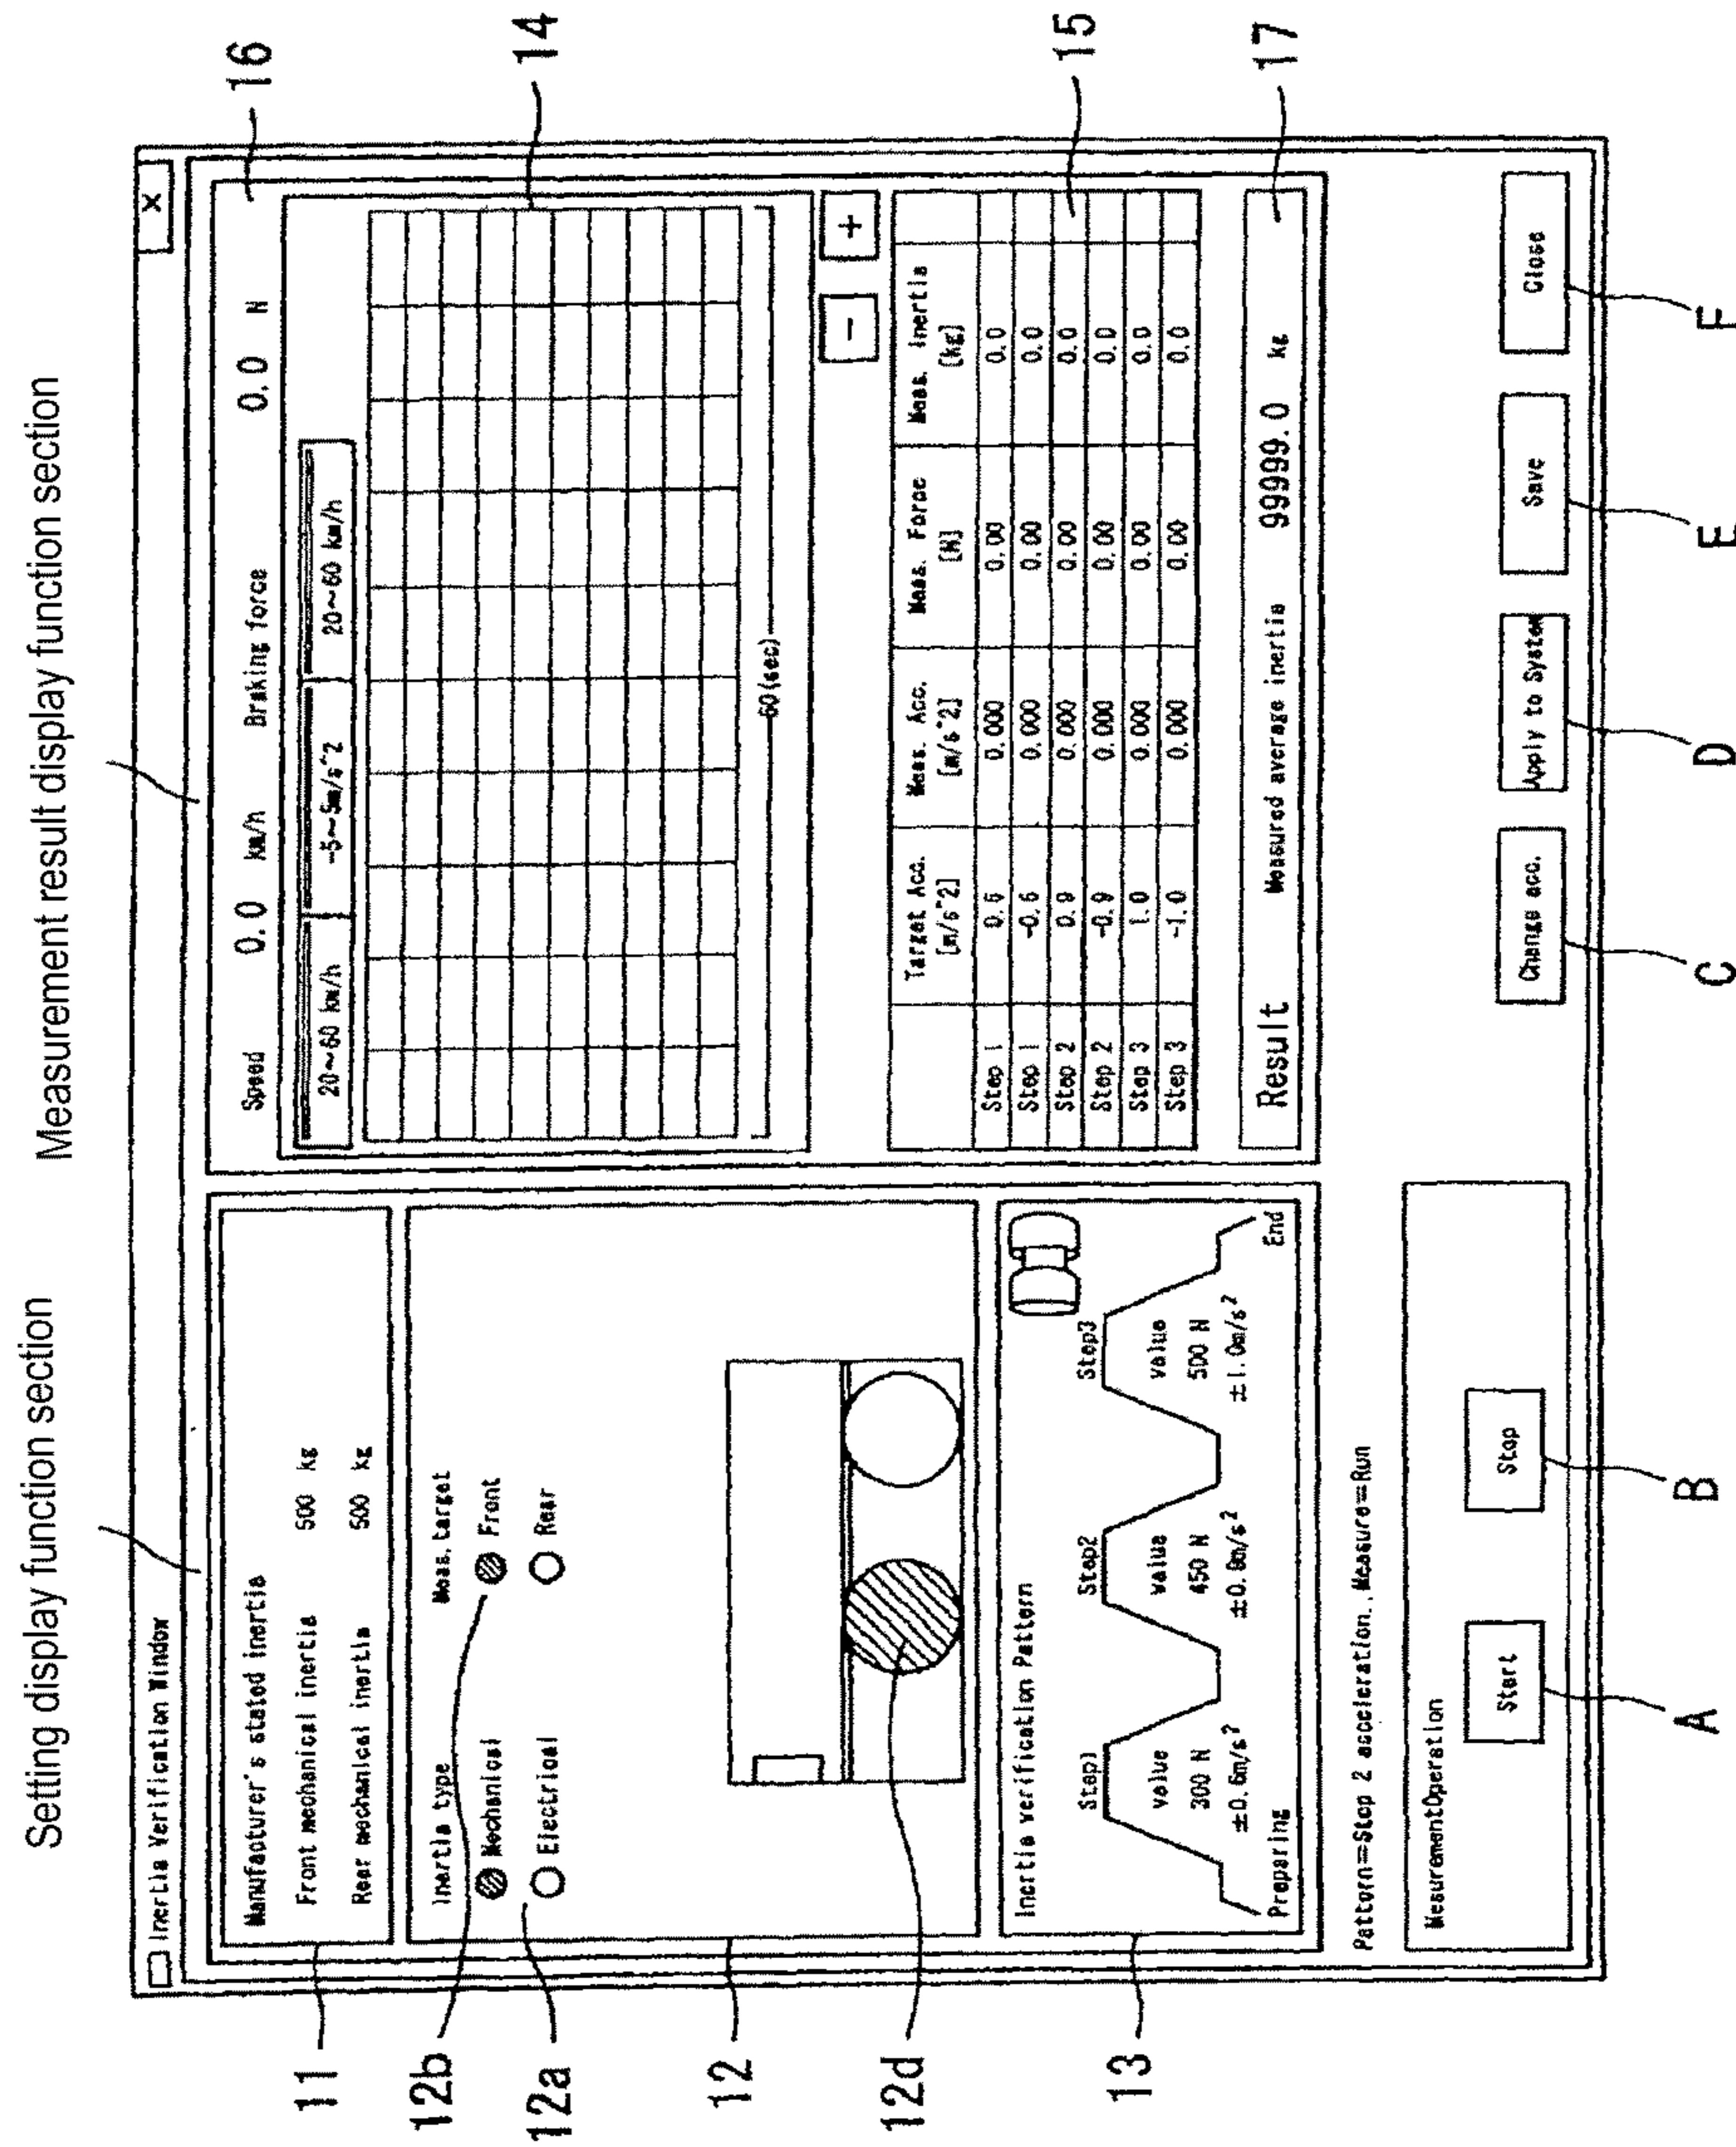 Setting display function section
Measurement result display function section
Inertia Verification Window
X
Manufacturer's stated inertia
Front mechanical inertia 500 kg
Rear mechanical inertia 500 kg
Inertia type Meas. target
Mechanical Front
Electrical Rear
Inertia verification Pattern
Step1 Step2 Step3
value value value
300 N 450 N 500 N
±0.6m/s² ±0.9m/s² ±1.0m/s²
Preparing End
Pattern=Step 2 acceleration, Measure=Run
MesurementOperation
Start Stop
Speed 0.0 km/h Braking force 0.0 N
20~60 km/h -5~5m/s^2 20~60 km/h
60(sec)
- +
Target Acc. Meas. Acc. Meas. Force Meas. inertia
[m/s^2] [m/s^2] [N] [kg]
Step 1 0.6 0.000 0.00 0.0
Step 1 -0.6 0.000 0.00 0.0
Step 2 0.9 0.000 0.00 0.0
Step 2 -0.9 0.000 0.00 0.0
Step 3 1.0 0.000 0.00 0.0
Step 3 -1.0 0.000 0.00 0.0
Result Measured average inertia 99999.0 kg
Change acc. Apply to System Save Close
11
12b
12a
12
12d
13
16
14
15
17
A B C D E F